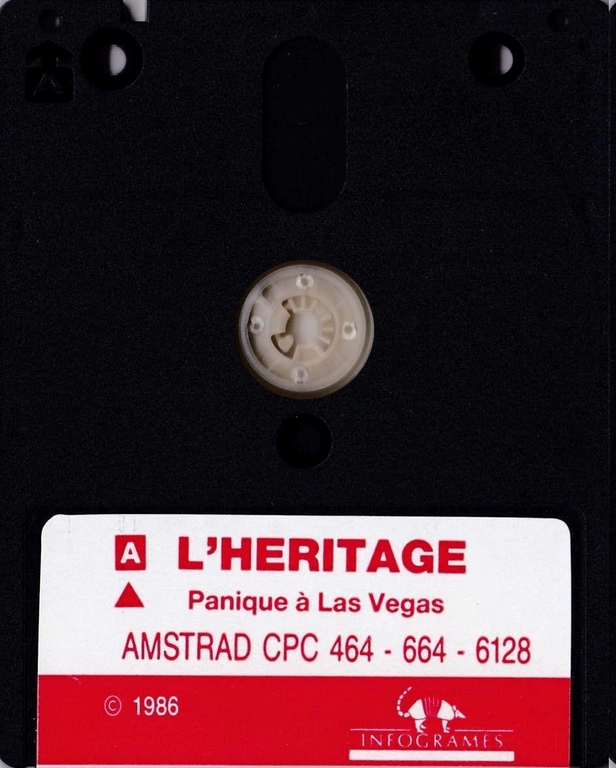 A L'HERITAGE
Panique à Las Vegas
AMSTRAD CPC 464 - 664 - 6128
© 1986
INFOGRAMES